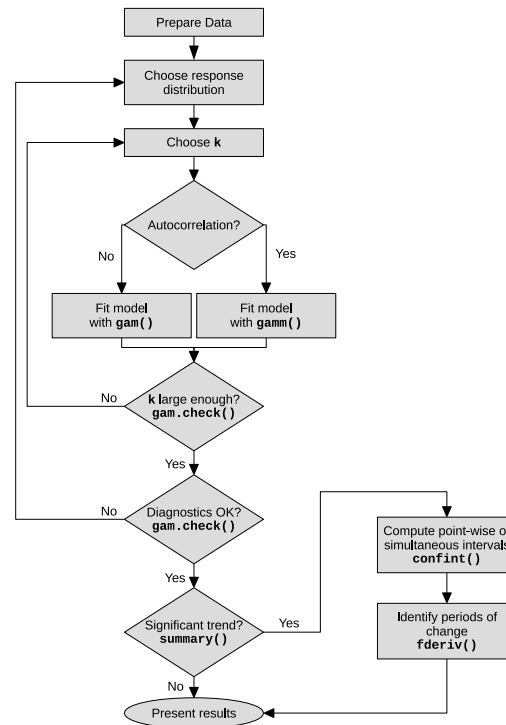 Prepare Data
Choose response
distribution
Choose k
Autocorrelation?
No
Yes
Fit model
with gam()
Fit model
with gamm()
No
k large enough?
gam.check()
Yes
No
Diagnostics OK?
gam.check()
Yes
Significant trend?
summary()
Yes
No
Compute point-wise o
simultaneous intervals
confint()
Identify periods of
change
fderiv()
Present results